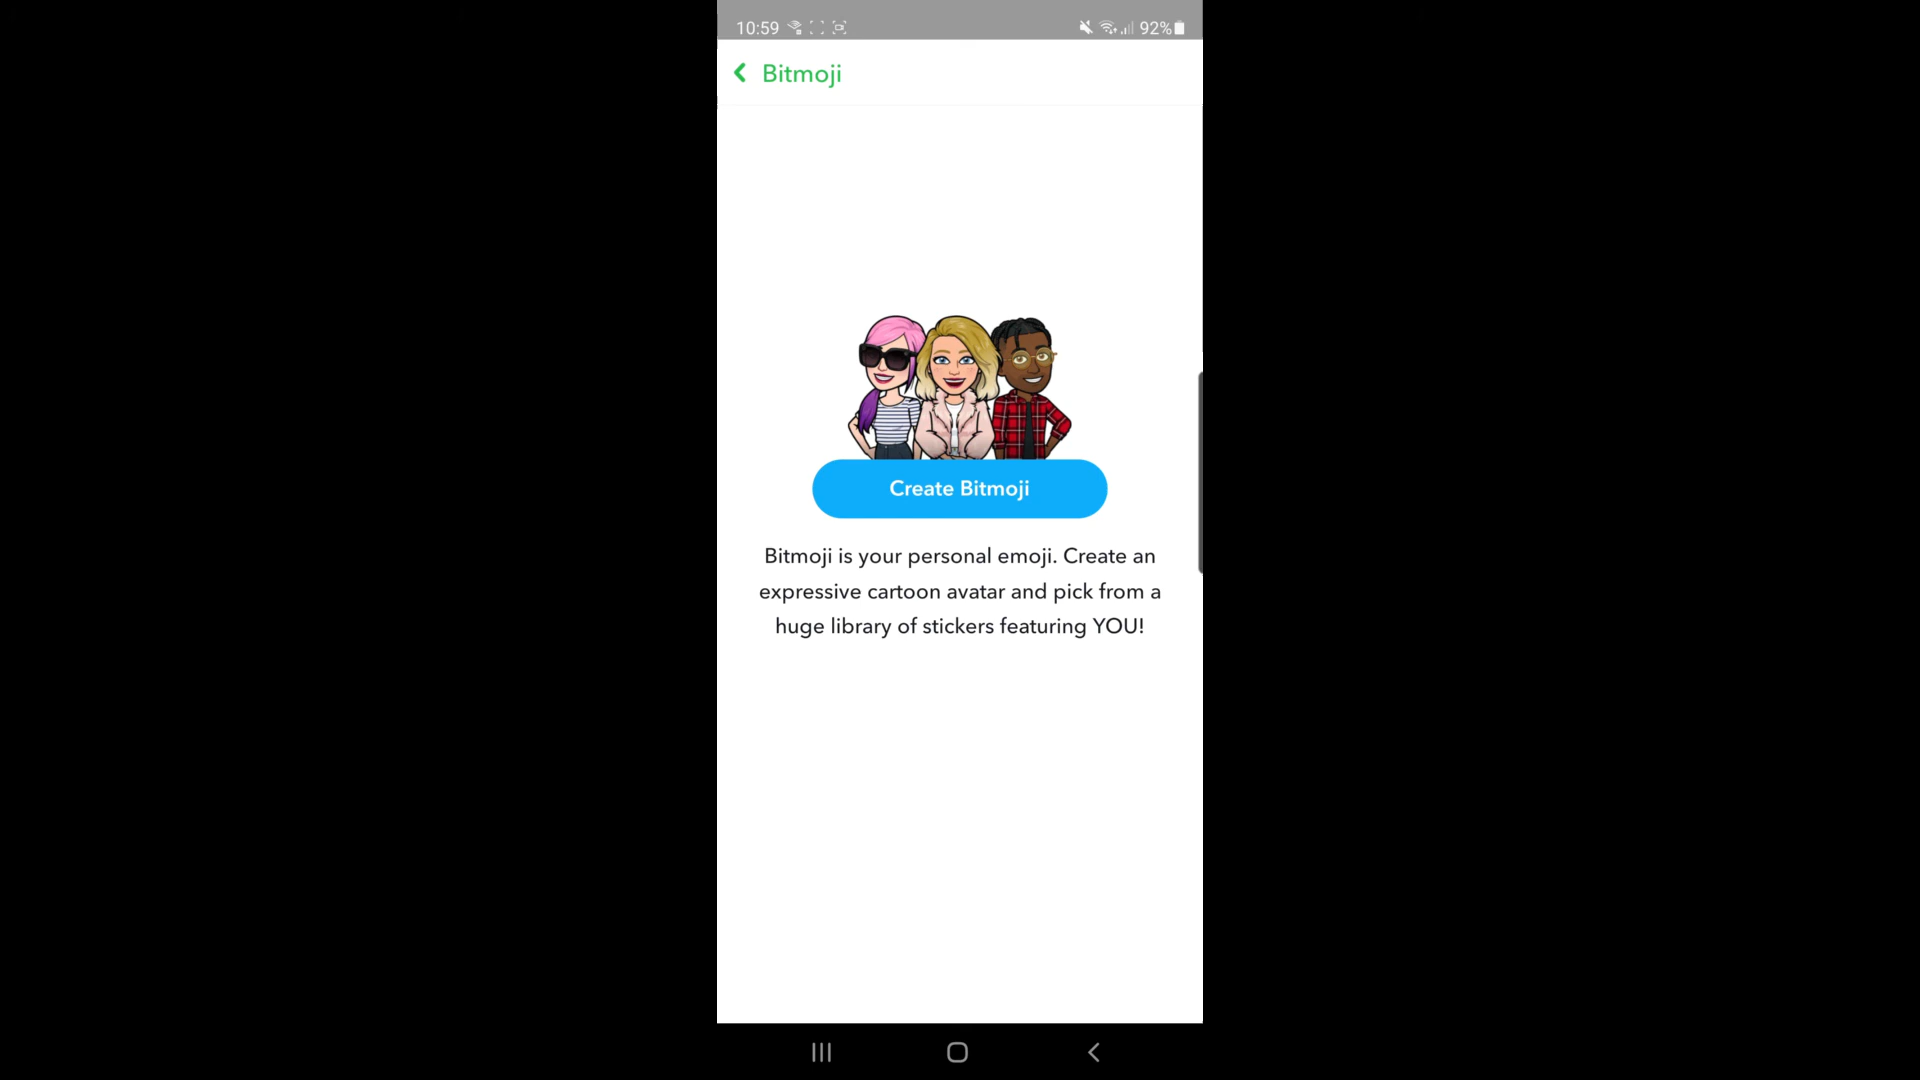 10:59 92%
Bitmoji
Create Bitmoji
Bitmoji is your personal emoji. Create an
expressive cartoon avatar and pick from a
huge library of stickers featuring YOU!